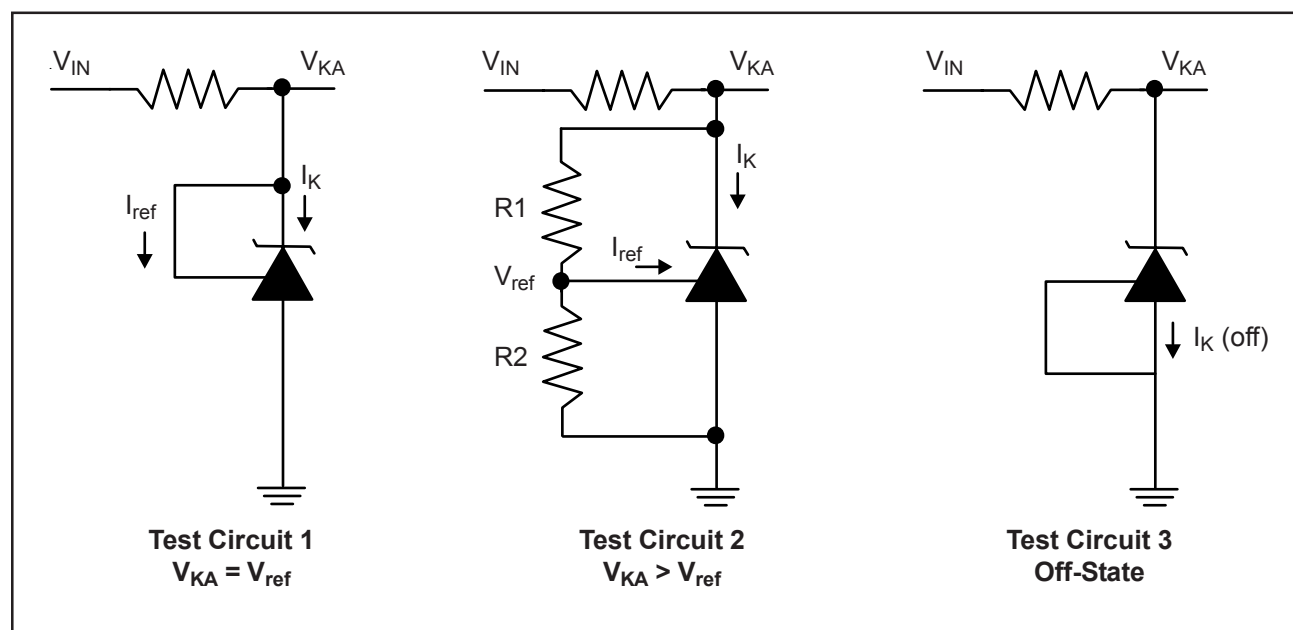 V_IN
V_KA
I_ref
I_K
Test Circuit 1
V_KA = V_ref
V_IN
V_KA
I_K
R1
I_ref
V_ref
R2
Test Circuit 2
V_KA > V_ref
V_IN
V_KA
I_K (off)
Test Circuit 3
Off-State